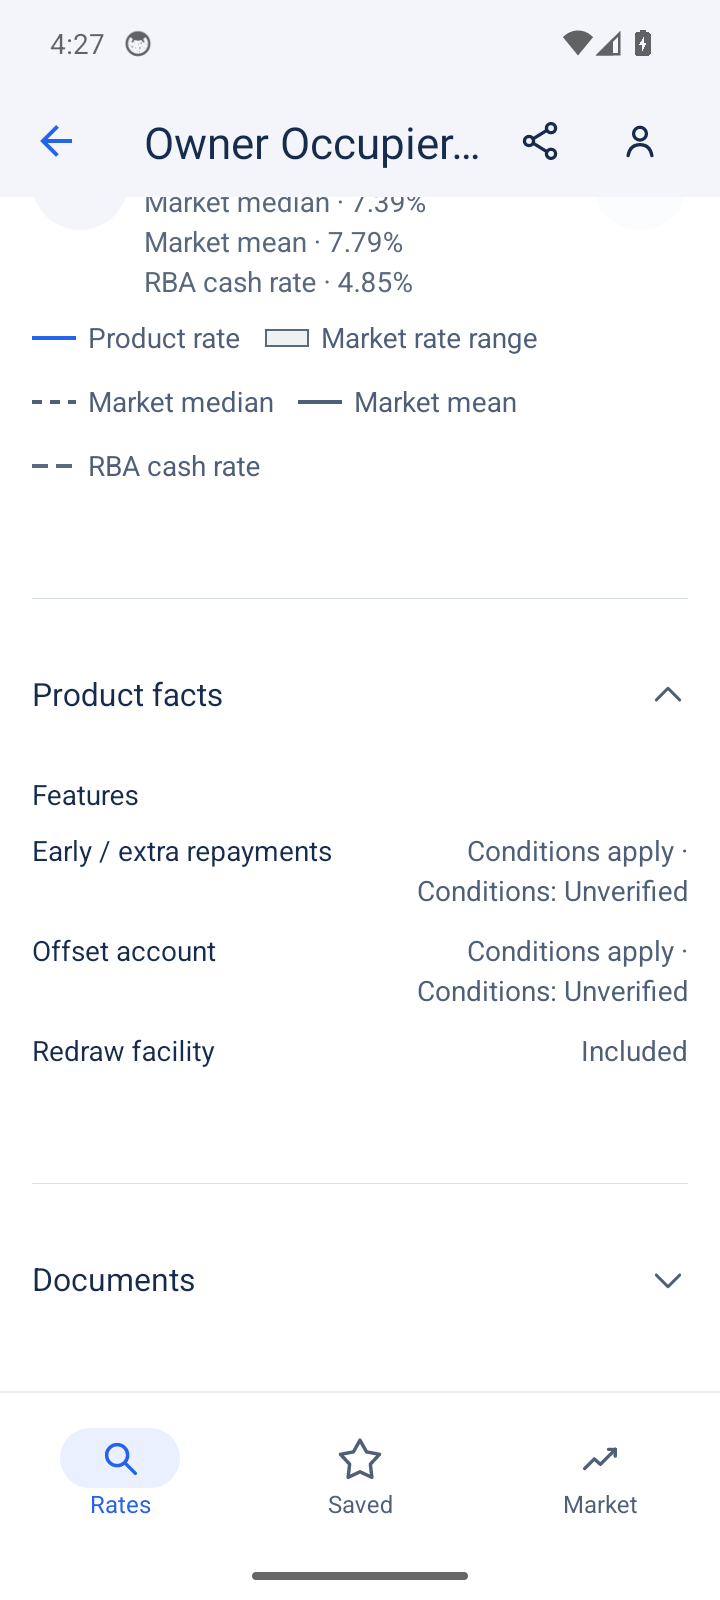 4:27
Owner Occupier...
Market median · 7.39%
Market mean · 7.79%
RBA cash rate · 4.85%
Product rate Market rate range
Market median Market mean
RBA cash rate
Product facts
Features
Early / extra repayments Conditions apply ·
Conditions: Unverified
Offset account Conditions apply ·
Conditions: Unverified
Redraw facility Included
Documents
Rates Saved Market